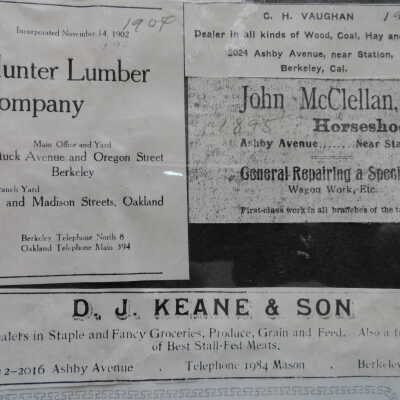 1904
Incorporated November 14, 1902
Hunter Lumber
Company
Main Office and Yard
tuck Avenue and Oregon Street
Berkeley
Branch Yard
and Madison Streets, Oakland
Berkeley Telephone North 8
Oakland Telephone Main 394
C. H. VAUGHAN
Dealer in all kinds of Wood, Coal, Hay and
2024 Ashby Avenue, near Station,
Berkeley, Cal.
John McClellan,
1895
Horsesho
Ashby Avenue....... Near Sta
General Repairing a Speci
Wagon Work, Etc.
First-class work in all branches of the t
D. J. KEANE & SON
ealers in Staple and Fancy Groceries, Produce, Grain and Feed. Also a f
of Best Stall-Fed Meats.
2-2016 Ashby Avenue . Telephone 1984 Mason . Berkele